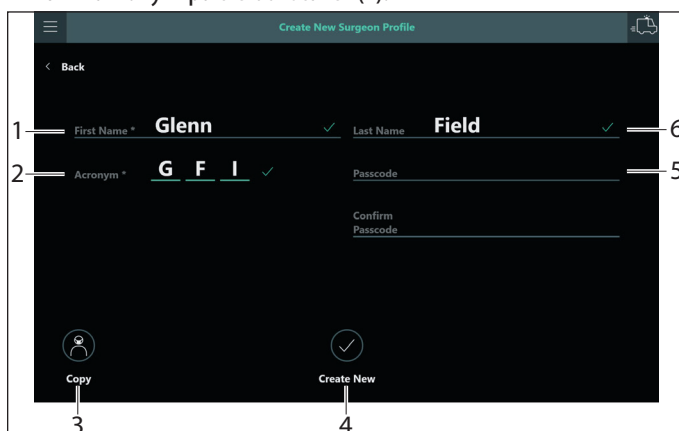 Create New Surgeon Profile
< Back
1 First Name * Glenn Last Name Field 6
2 Acronym * G F I Passcode 5
Confirm
Passcode
Copy Create New
3 4